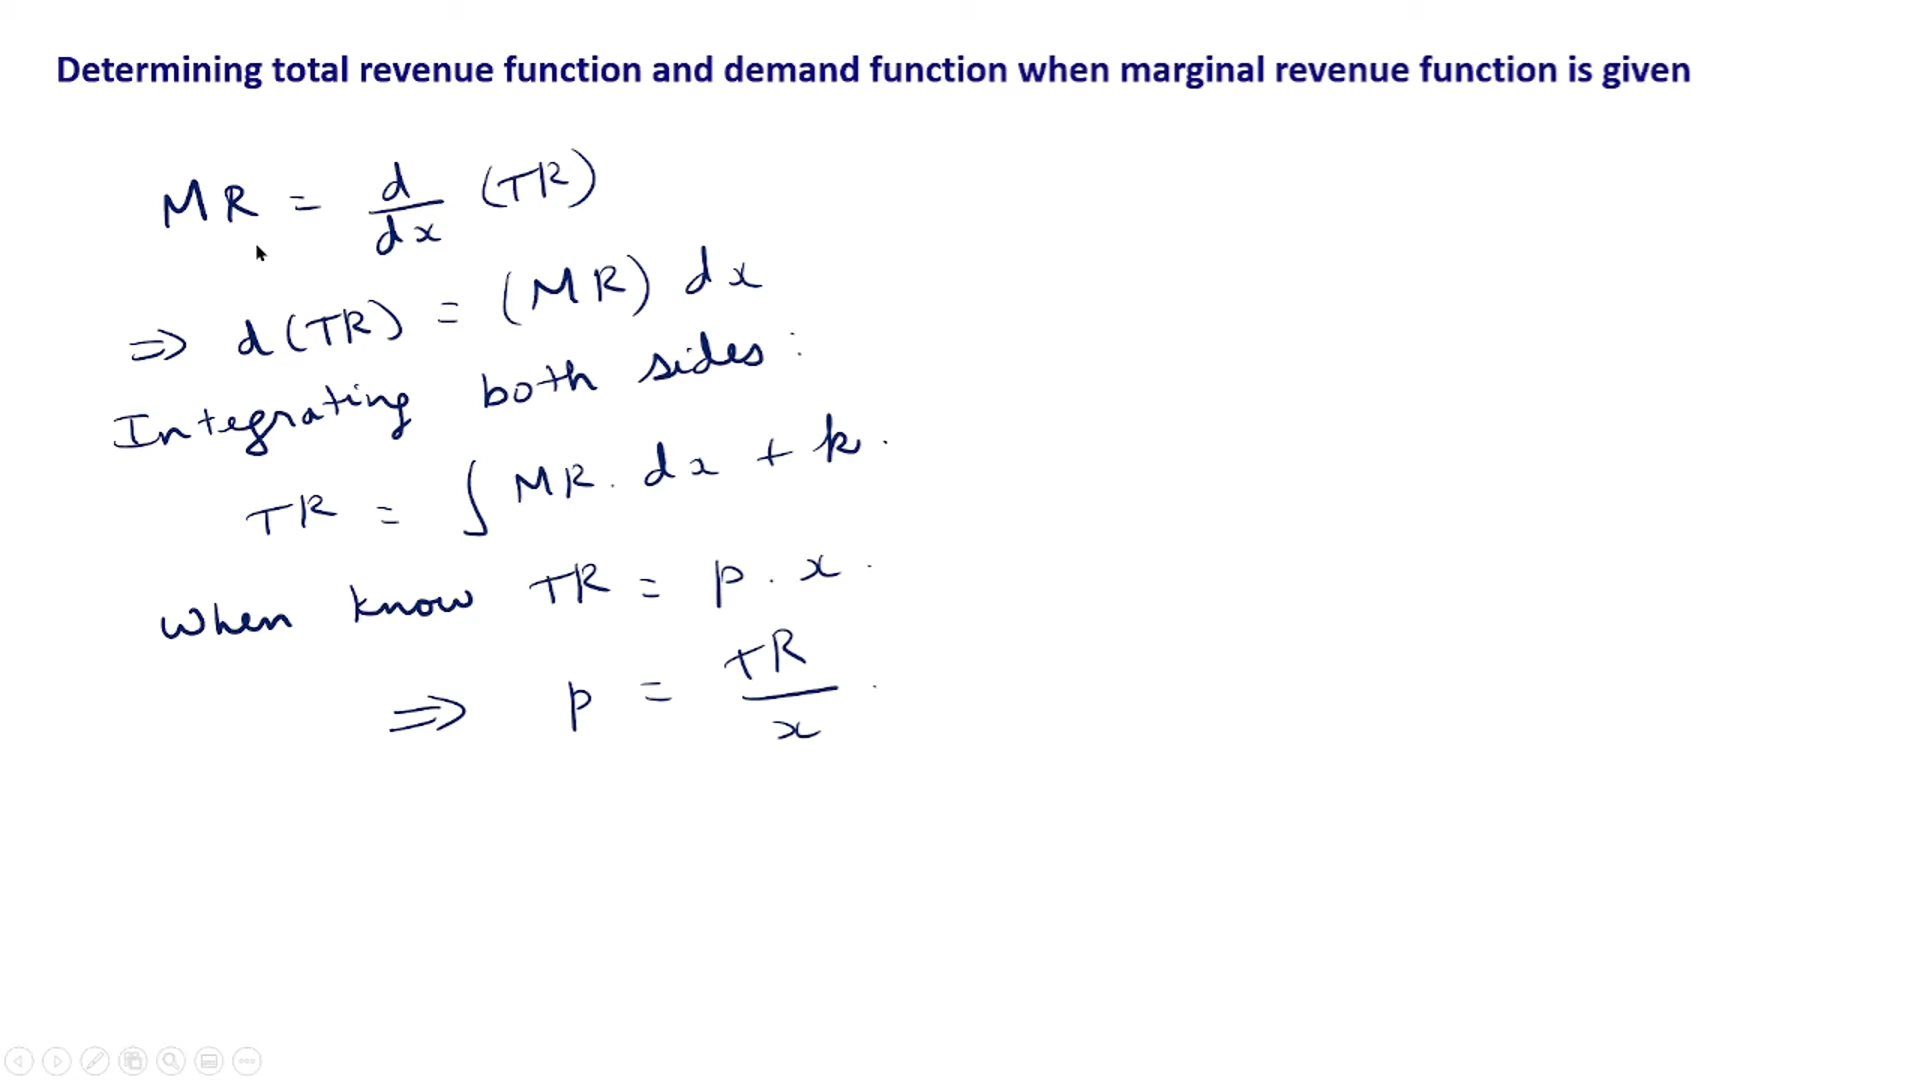 Determining total revenue function and demand function when marginal revenue function is given
MR = d/dx (TR)
⇒ d(TR) = (MR) dx
Integrating both sides:
TR = ∫ MR. dx + k.
When know TR = p . x .
⇒ p = TR/x .